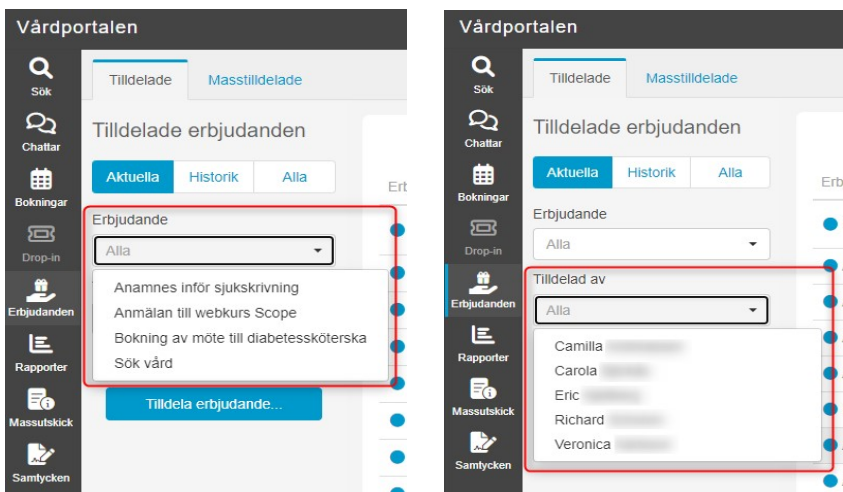 Vårdportalen
Sök
Chattar
Bokningar
Drop-in
Erbjudanden
Rapporter
Massutskick
Samtycken
Tilldelade Masstilldelade
Tilldelade erbjudanden
Aktuella Historik Alla
Erbjudande
Alla
Anamnes inför sjukskrivning
Anmälan till webkurs Scope
Bokning av möte till diabetessköterska
Sök vård
Tilldela erbjudande...
Vårdportalen
Sök
Chattar
Bokningar
Drop-in
Erbjudanden
Rapporter
Massutskick
Samtycken
Tilldelade Masstilldelade
Tilldelade erbjudanden
Aktuella Historik Alla
Erb
Erbjudande
Alla
Tilldelad av
Alla
Camilla
Carola
Eric
Richard
Veronica